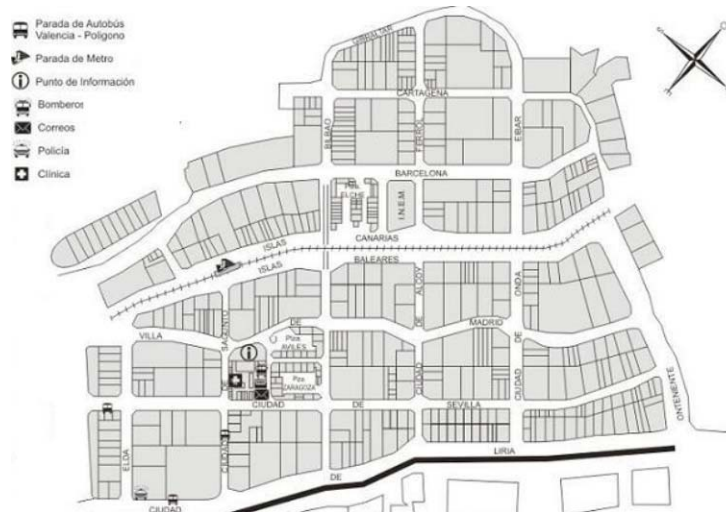 Parada de Autobús
Valencia - Polígono
Parada de Metro
Punto de Información
Bomberos
Correos
Policía
Clínica
GIBRALTAR
CARTAGENA
BILBAO
FERROL
EIBAR
BARCELONA
Plza.
ELCHE
I.N.E.M.
CANARIAS
ISLAS
ISLAS
BALEARES
ALCOY
DE
CIUDAD
ONDA
DE
CIUDAD
SAGUNTO
DE
CIUDAD
VILLA
DE
MADRID
Plza.
AVILES
Plza.
ZARAGOZA
CIUDAD
DE
SEVILLA
ONTENIENTE
ELDA
CIUDAD
DE
LIRIA